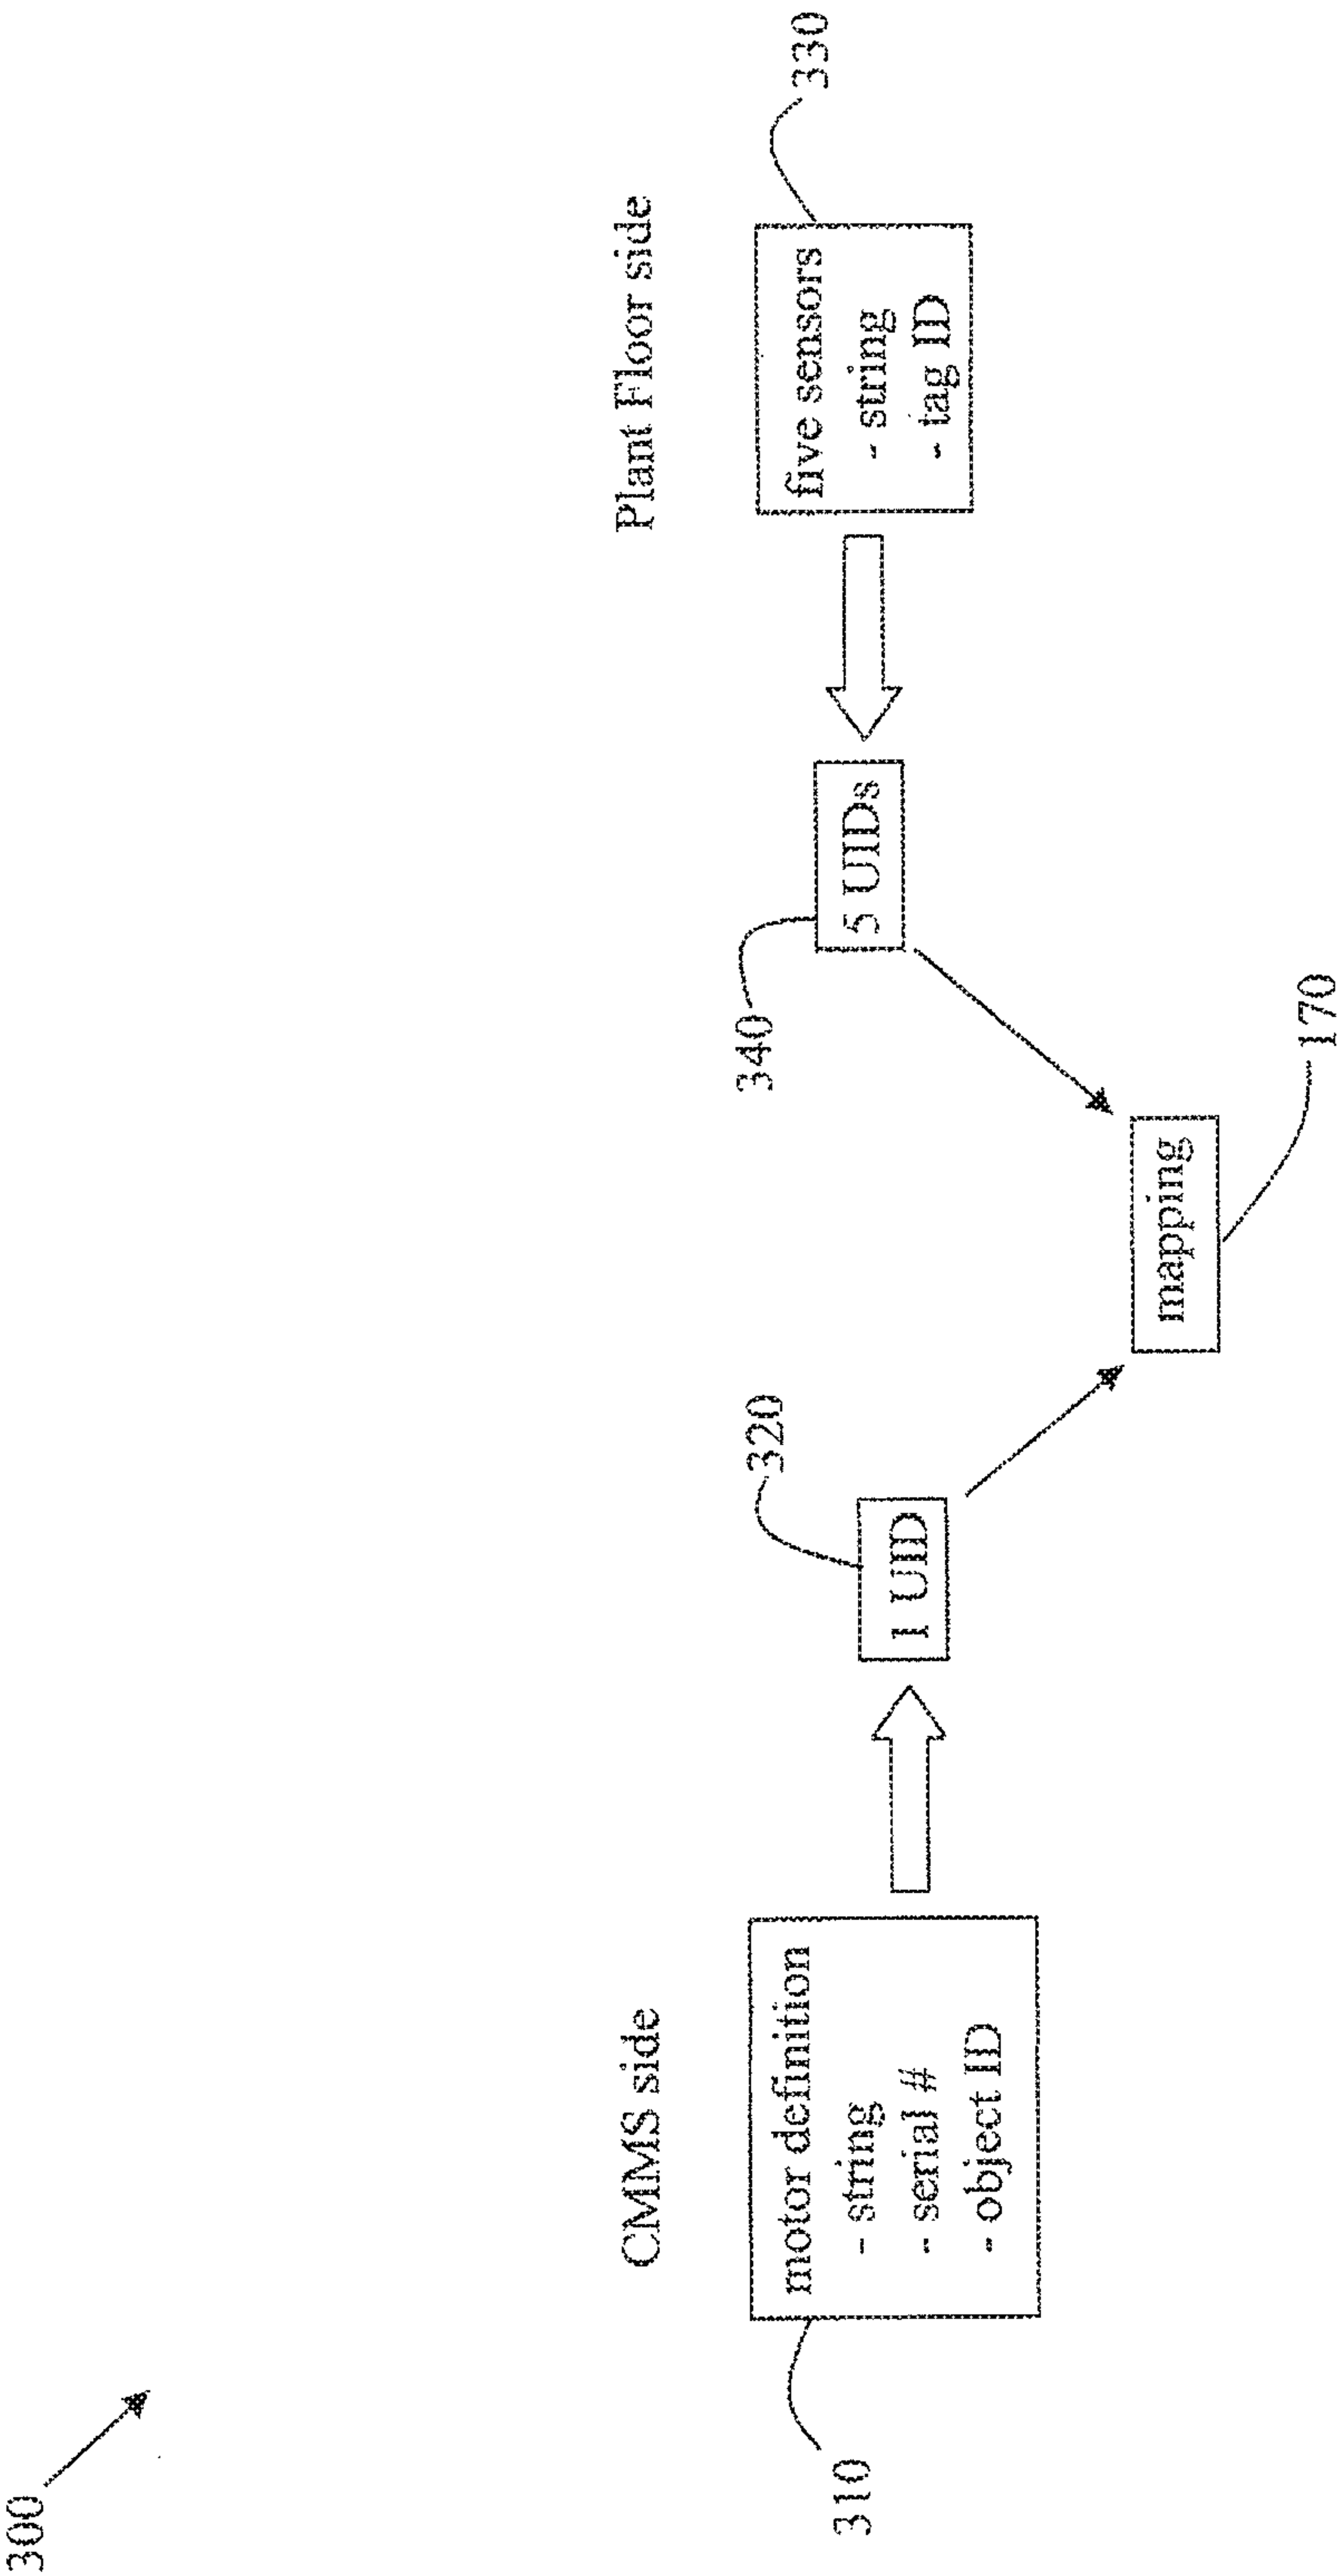 300
CMMS side
Plant Floor side
310
motor definition
- string
- serial #
- object ID
320
1 UID
340
5 UIDs
330
five sensors
- string
- tag ID
mapping
170